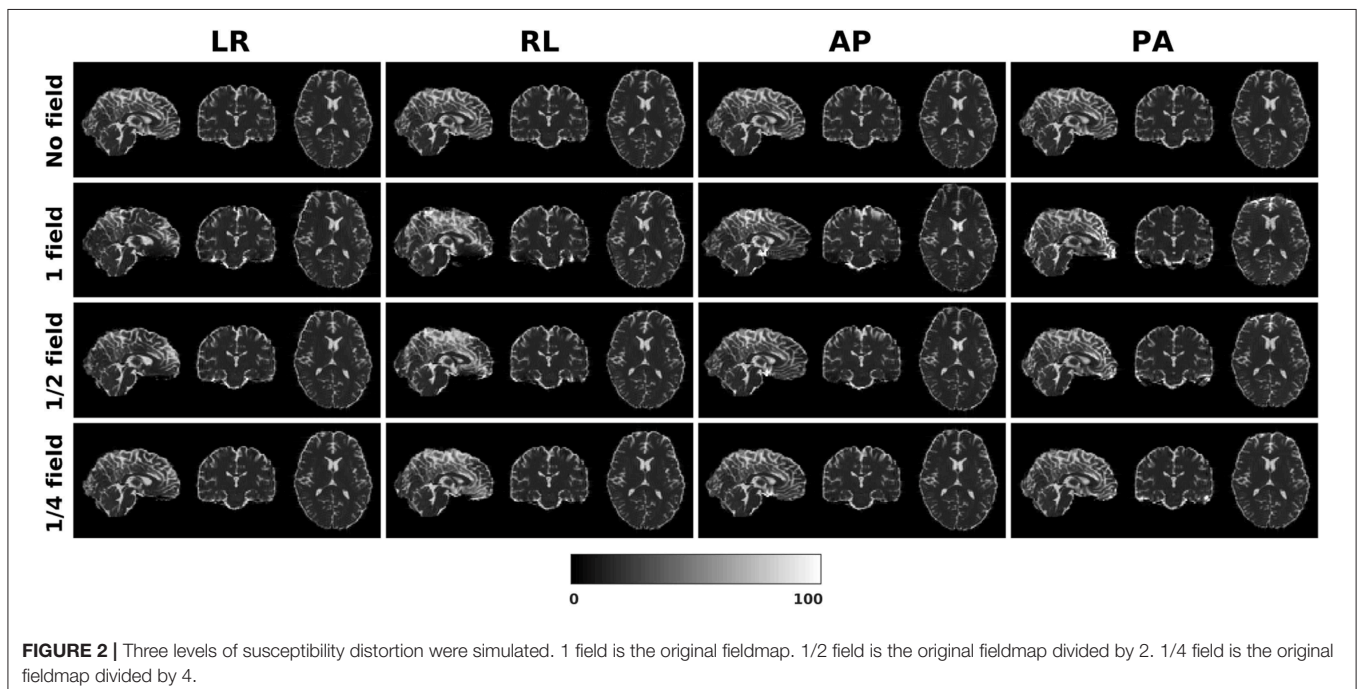 LR RL AP PA
No field
1 field
1/2 field
1/4 field
0 100
FIGURE 2 | Three levels of susceptibility distortion were simulated. 1 field is the original fieldmap. 1/2 field is the original fieldmap divided by 2. 1/4 field is the original
fieldmap divided by 4.